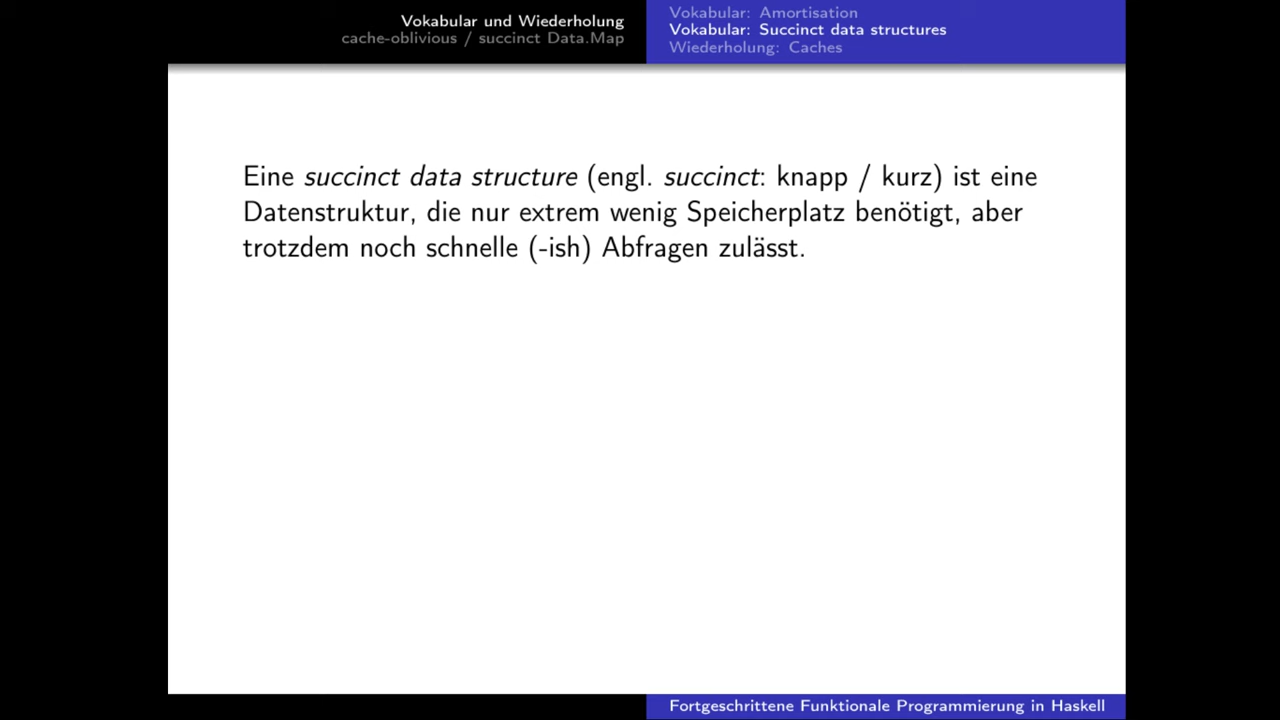 Vokabular und Wiederholung
cache-oblivious / succinct Data.Map
Vokabular: Amortisation
Vokabular: Succinct data structures
Wiederholung: Caches
Eine succinct data structure (engl. succinct: knapp / kurz) ist eine
Datenstruktur, die nur extrem wenig Speicherplatz benötigt, aber
trotzdem noch schnelle (-ish) Abfragen zulässt.
Fortgeschrittene Funktionale Programmierung in Haskell